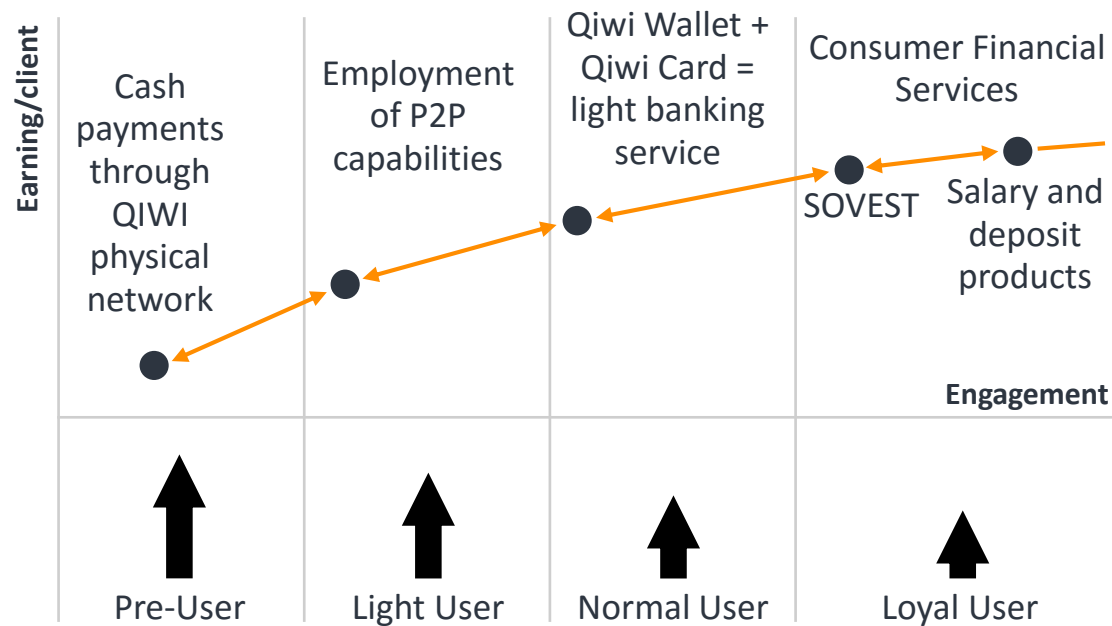 Earning/client
Cash
payments
through
QIWI
physical
network
Employment
of P2P
capabilities
Qiwi Wallet +
Qiwi Card =
light banking
service
Consumer Financial
Services
SOVEST
Salary and
deposit
products
Engagement
Pre-User
Light User
Normal User
Loyal User